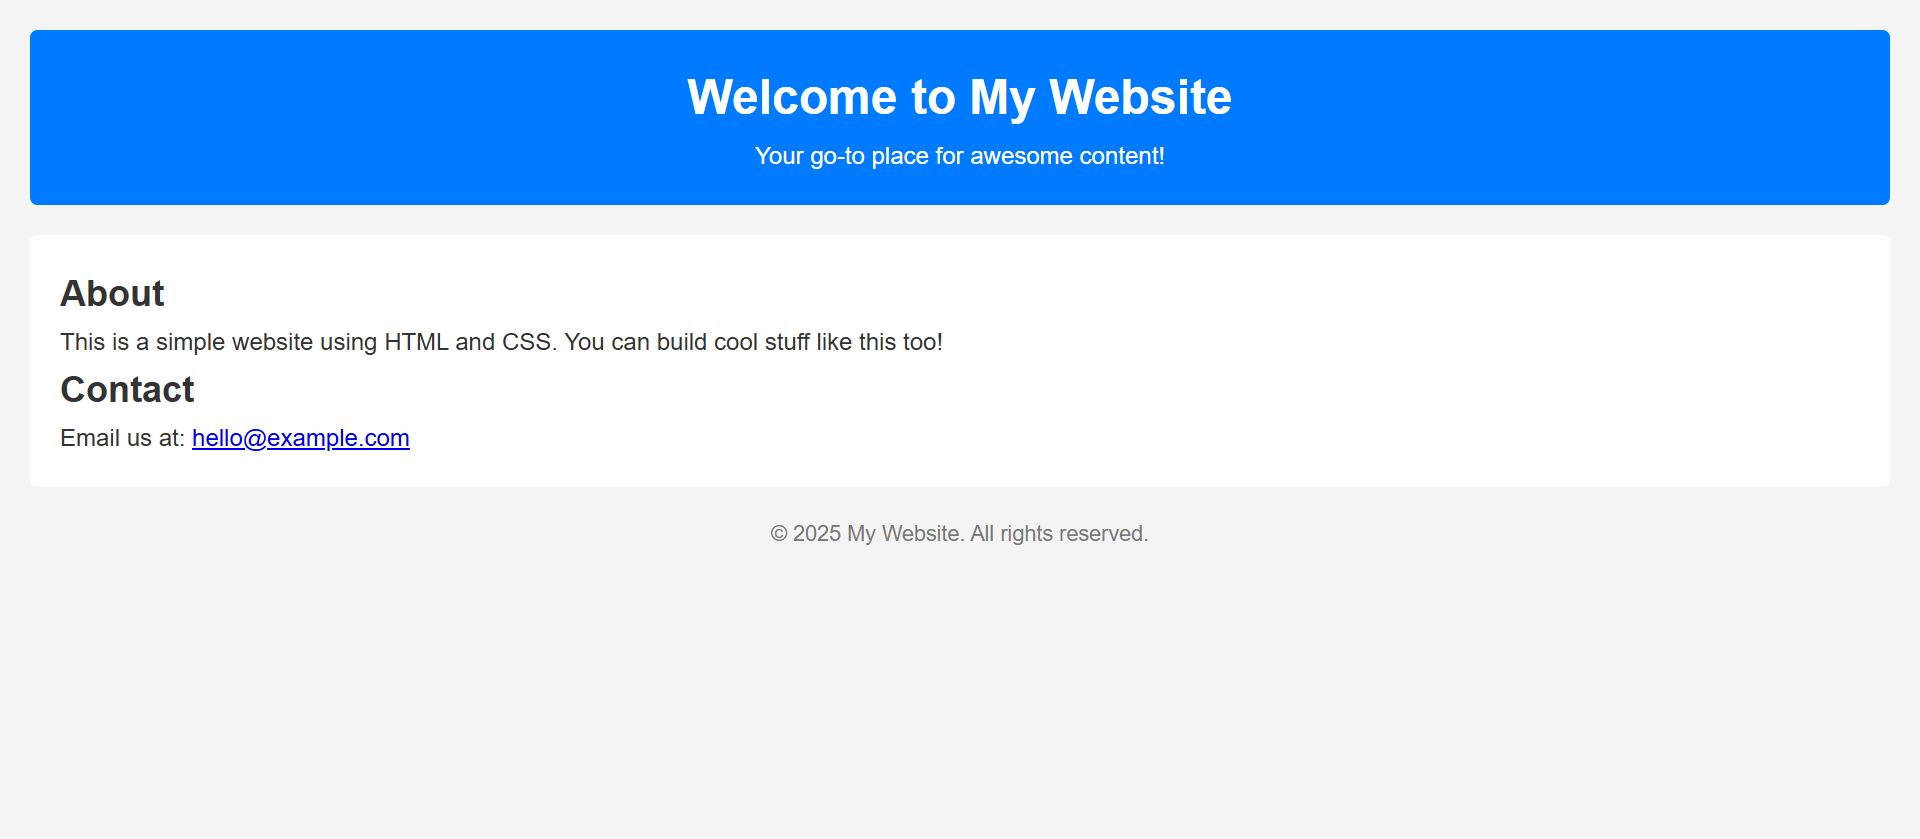 Welcome to My Website
Your go-to place for awesome content!
About
This is a simple website using HTML and CSS. You can build cool stuff like this too!
Contact
Email us at: hello@example.com
© 2025 My Website. All rights reserved.